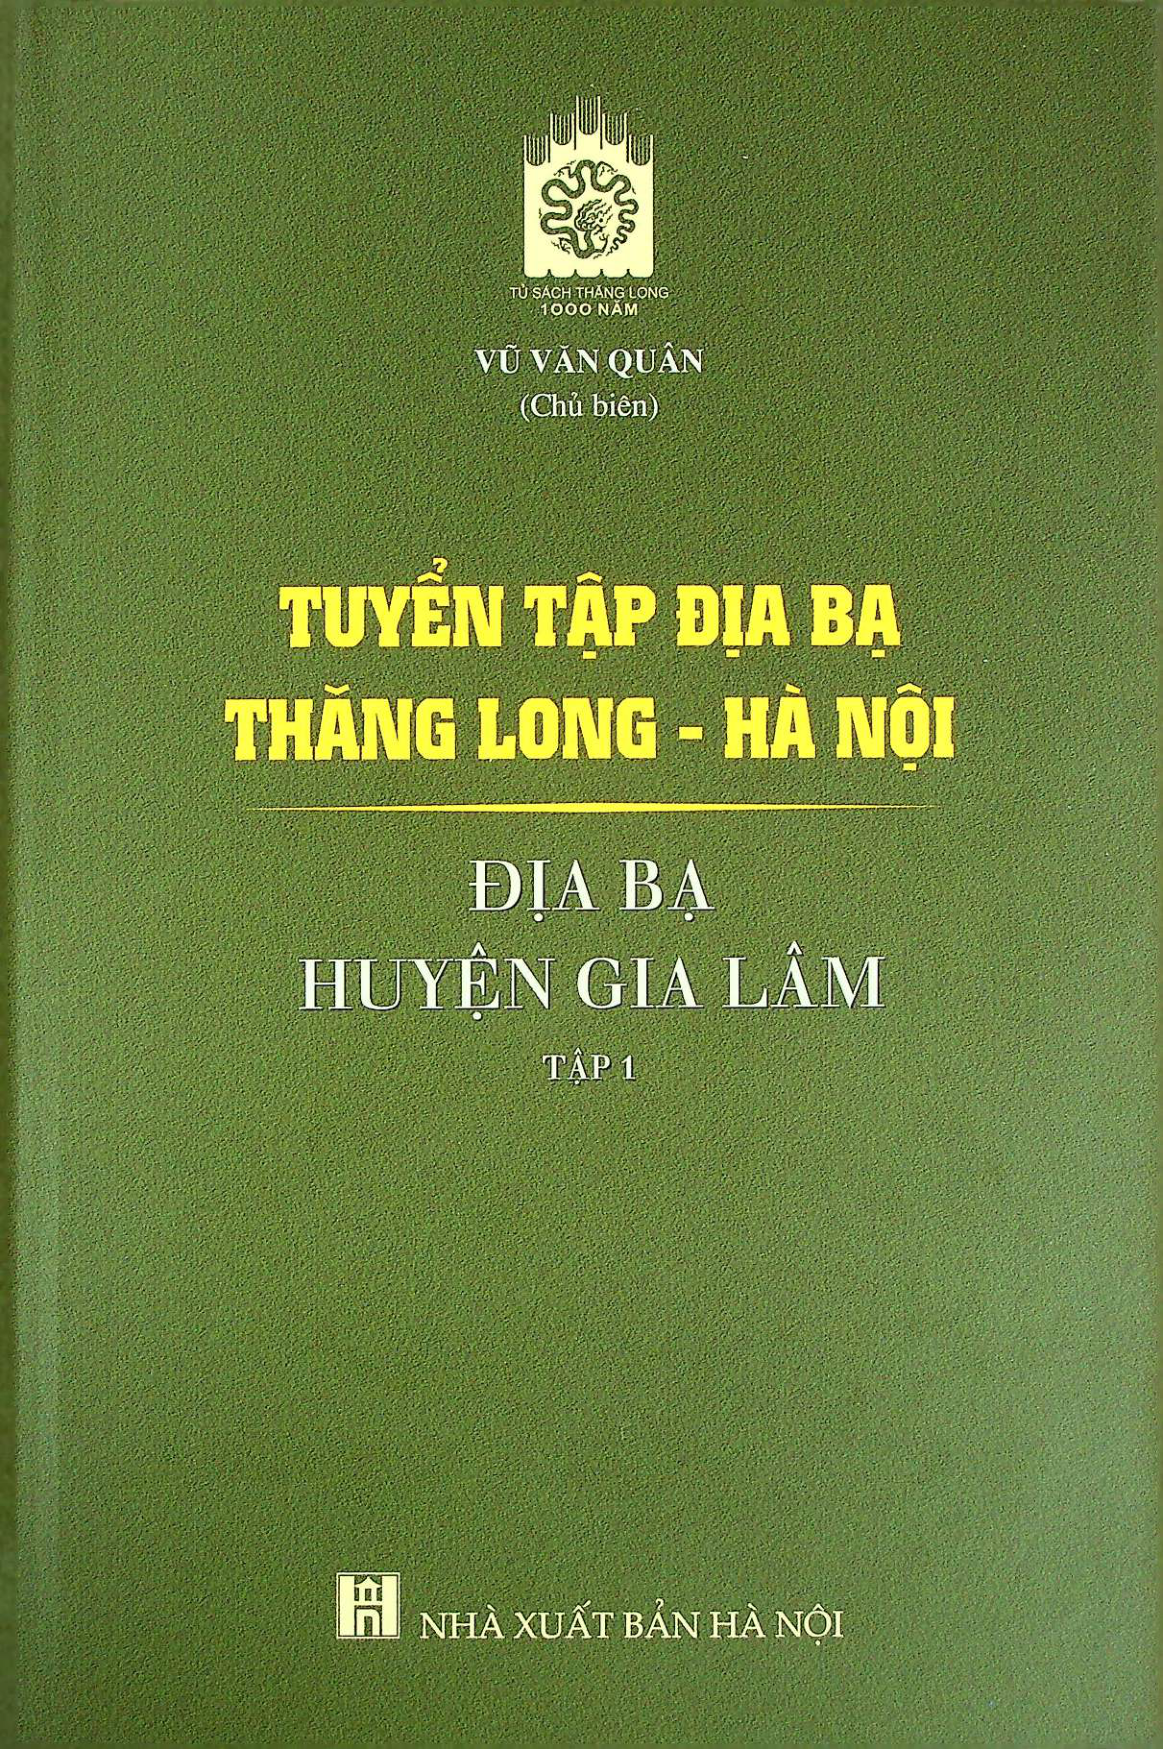 TỦ SÁCH THĂNG LONG
1000 NĂM
VŨ VĂN QUÂN
(Chủ biên)
TUYỂN TẬP ĐỊA BẠ
THĂNG LONG - HÀ NỘI
ĐỊA BẠ
HUYỆN GIA LÂM
TẬP 1
NHÀ XUẤT BẢN HÀ NỘI